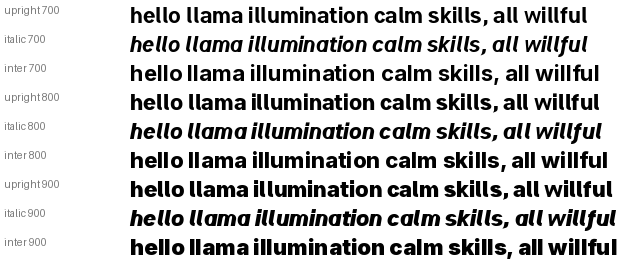 upright 700 hello llama illumination calm skills, all willful
italic 700 hello llama illumination calm skills, all willful
inter 700 hello llama illumination calm skills, all willful
upright 800 hello llama illumination calm skills, all willful
italic 800 hello llama illumination calm skills, all willful
inter 800 hello llama illumination calm skills, all willful
upright 900 hello llama illumination calm skills, all willful
italic 900 hello llama illumination calm skills, all willful
inter 900 hello llama illumination calm skills, all willful